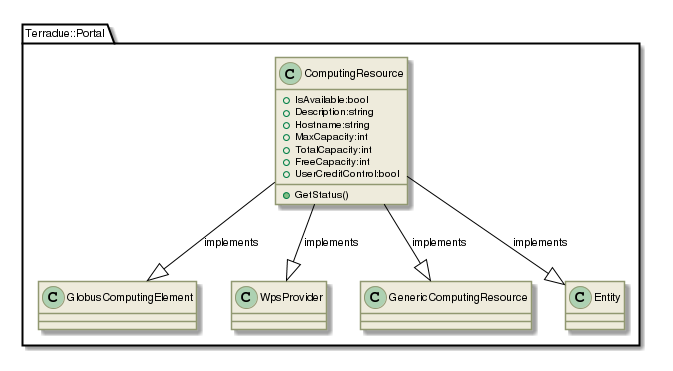 Terradue::Portal
C ComputingResource
IsAvailable:bool
Description:string
Hostname:string
MaxCapacity:int
TotalCapacity:int
FreeCapacity:int
UserCreditControl:bool
GetStatus()
implements implements implements implements
C GlobusComputingElement C WpsProvider C GenericComputingResource C Entity